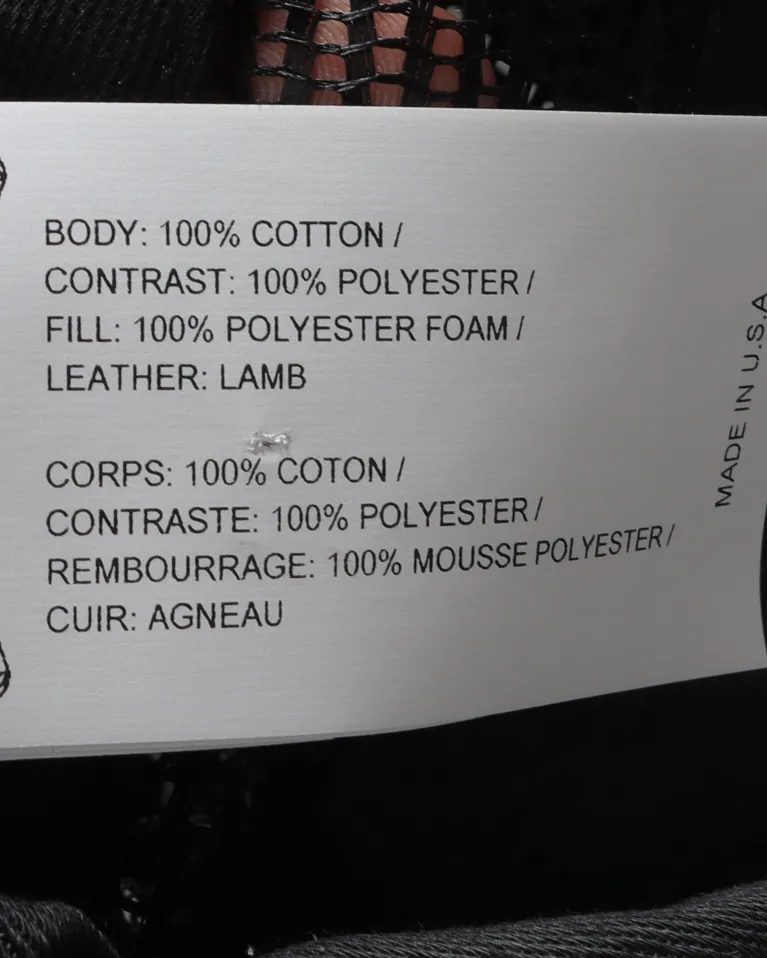 BODY: 100% COTTON /
CONTRAST: 100% POLYESTER /
FILL: 100% POLYESTER FOAM /
LEATHER: LAMB
CORPS: 100% COTON /
CONTRASTE: 100% POLYESTER /
REMBOURRAGE: 100% MOUSSE POLYESTER /
CUIR: AGNEAU
MADE IN U.S.A